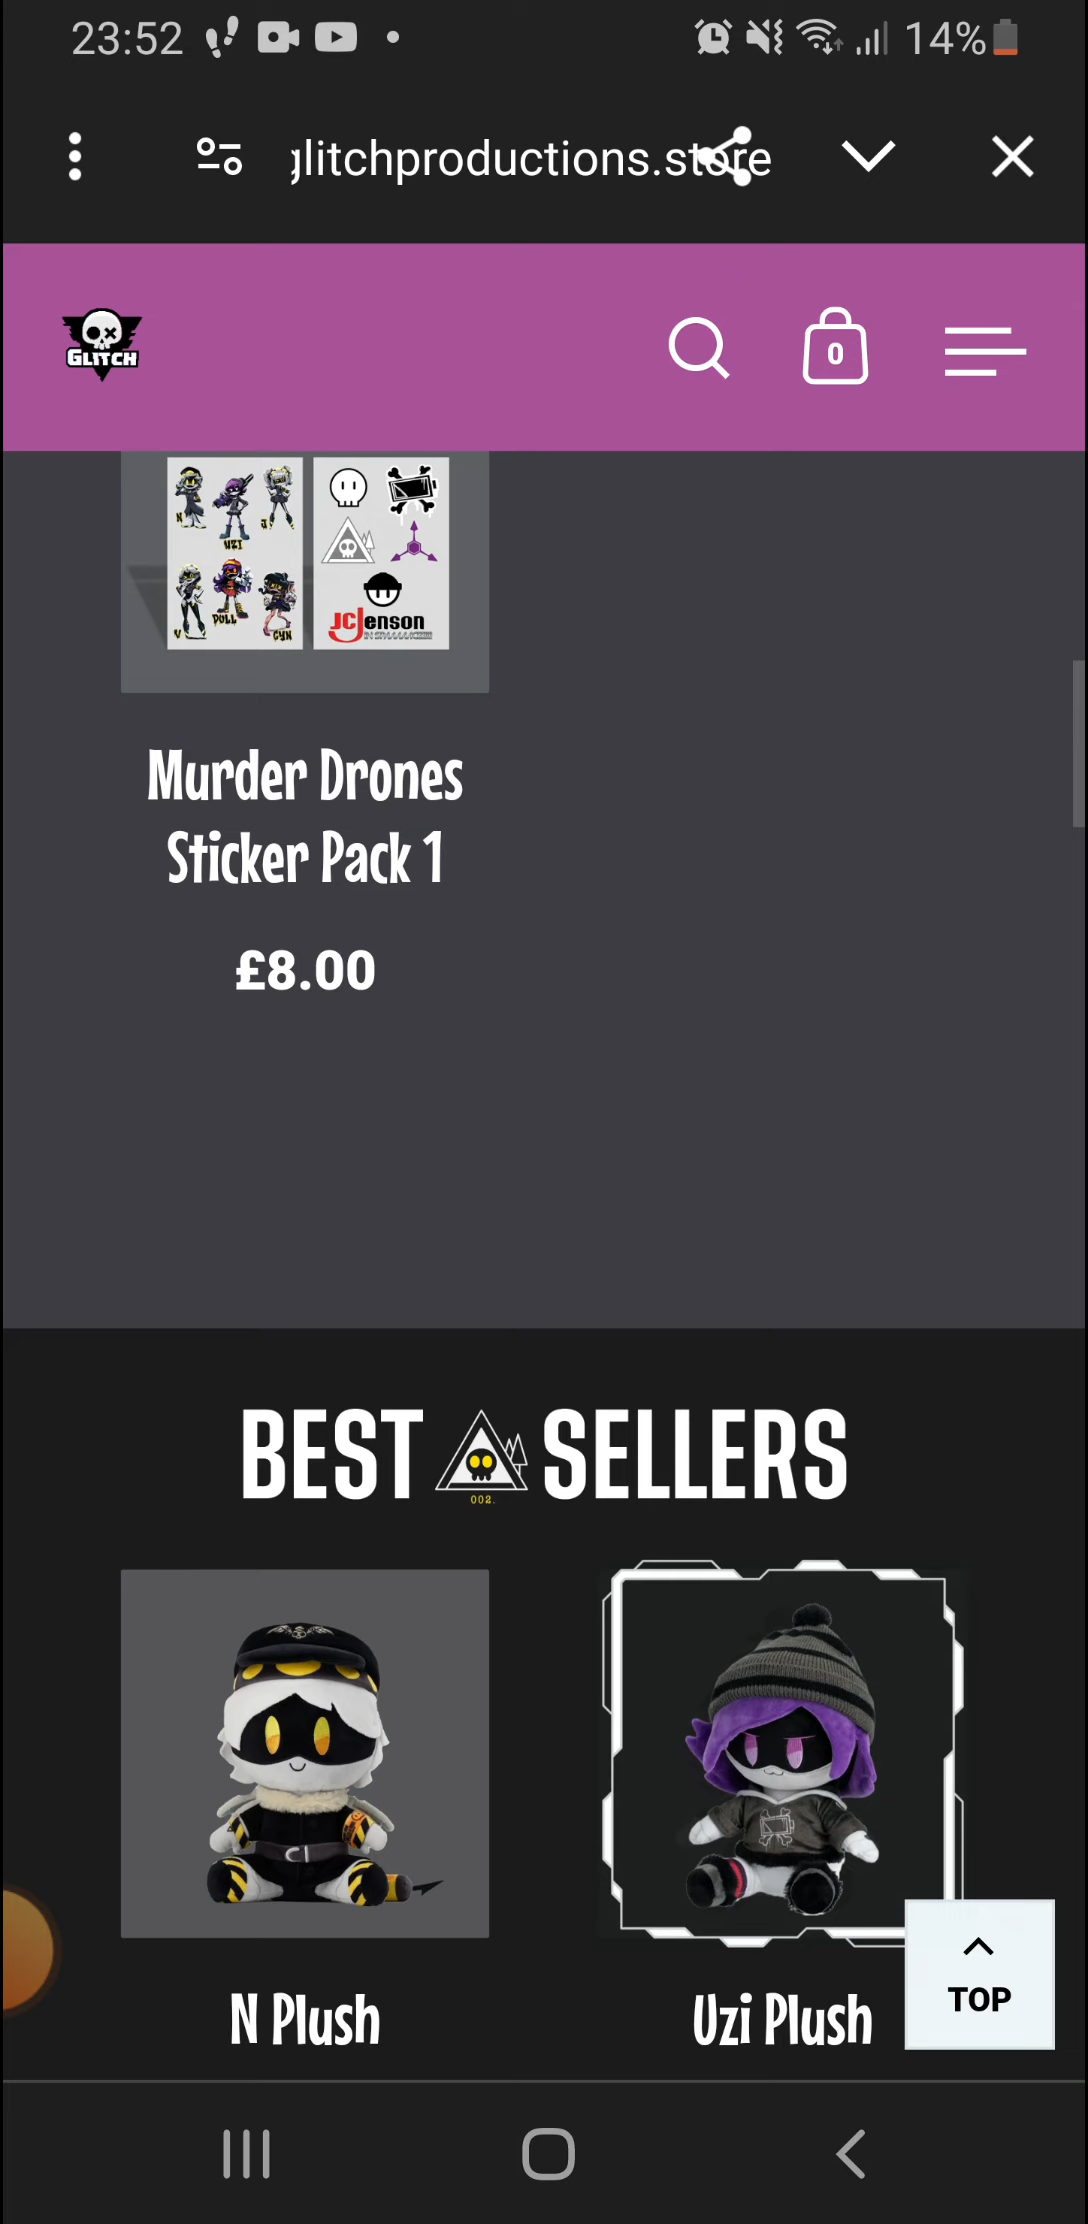 23:52
14%
glitchproductions.store
GLITCH
0
N
UZI
J
V
DOLL
CYN
JCJenson
Murder Drones
Sticker Pack 1
£8.00
BEST SELLERS
002.
N Plush
Uzi Plush
TOP